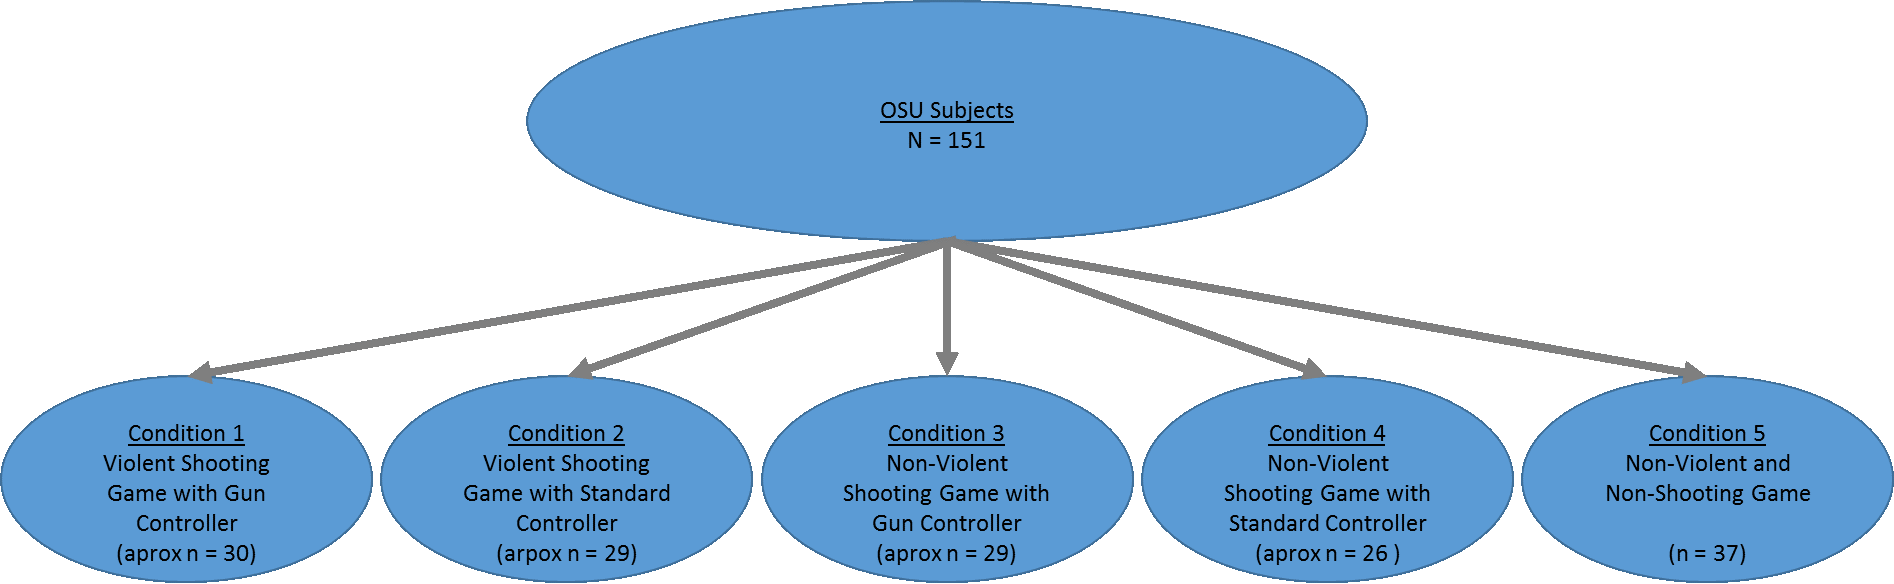 OSU Subjects
N = 151
Condition 1
Violent Shooting
Game with Gun
Controller
(aprox n = 30)
Condition 2
Violent Shooting
Game with Standard
Controller
(arpox n = 29)
Condition 3
Non-Violent
Shooting Game with
Gun Controller
(aprox n = 29)
Condition 4
Non-Violent
Shooting Game with
Standard Controller
(aprox n = 26 )
Condition 5
Non-Violent and
Non-Shooting Game
(n = 37)